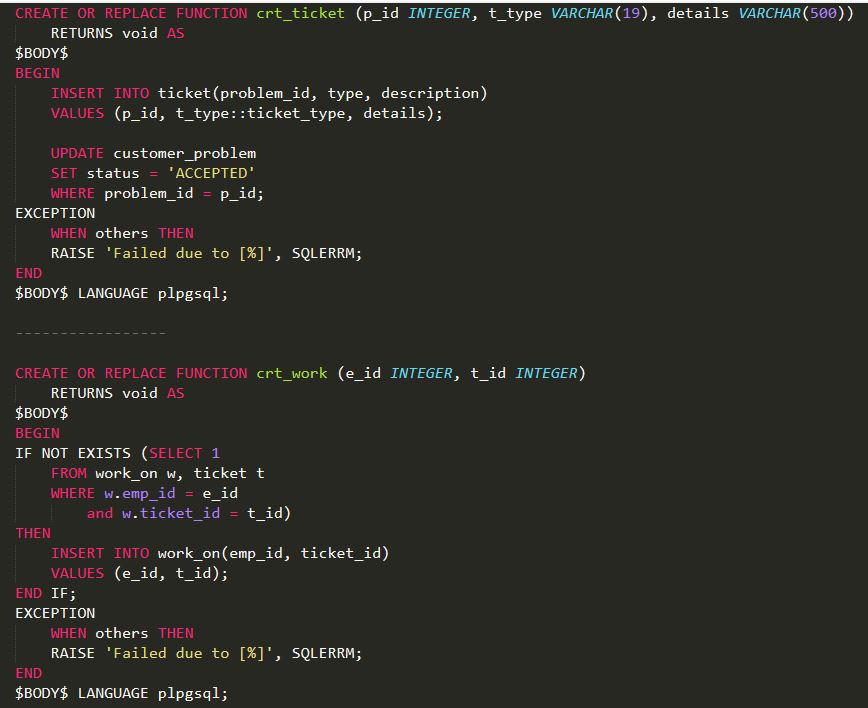 CREATE OR REPLACE FUNCTION crt_ticket (p_id INTEGER, t_type VARCHAR(19), details VARCHAR(500))
    RETURNS void AS
$BODY$
BEGIN
    INSERT INTO ticket(problem_id, type, description)
    VALUES (p_id, t_type::ticket_type, details);

    UPDATE customer_problem
    SET status = 'ACCEPTED'
    WHERE problem_id = p_id;
EXCEPTION
    WHEN others THEN
    RAISE 'Failed due to [%]', SQLERRM;
END
$BODY$ LANGUAGE plpgsql;

-----------------

CREATE OR REPLACE FUNCTION crt_work (e_id INTEGER, t_id INTEGER)
    RETURNS void AS
$BODY$
BEGIN
IF NOT EXISTS (SELECT 1
    FROM work_on w, ticket t
    WHERE w.emp_id = e_id
        and w.ticket_id = t_id)
THEN
    INSERT INTO work_on(emp_id, ticket_id)
    VALUES (e_id, t_id);
END IF;
EXCEPTION
    WHEN others THEN
    RAISE 'Failed due to [%]', SQLERRM;
END
$BODY$ LANGUAGE plpgsql;